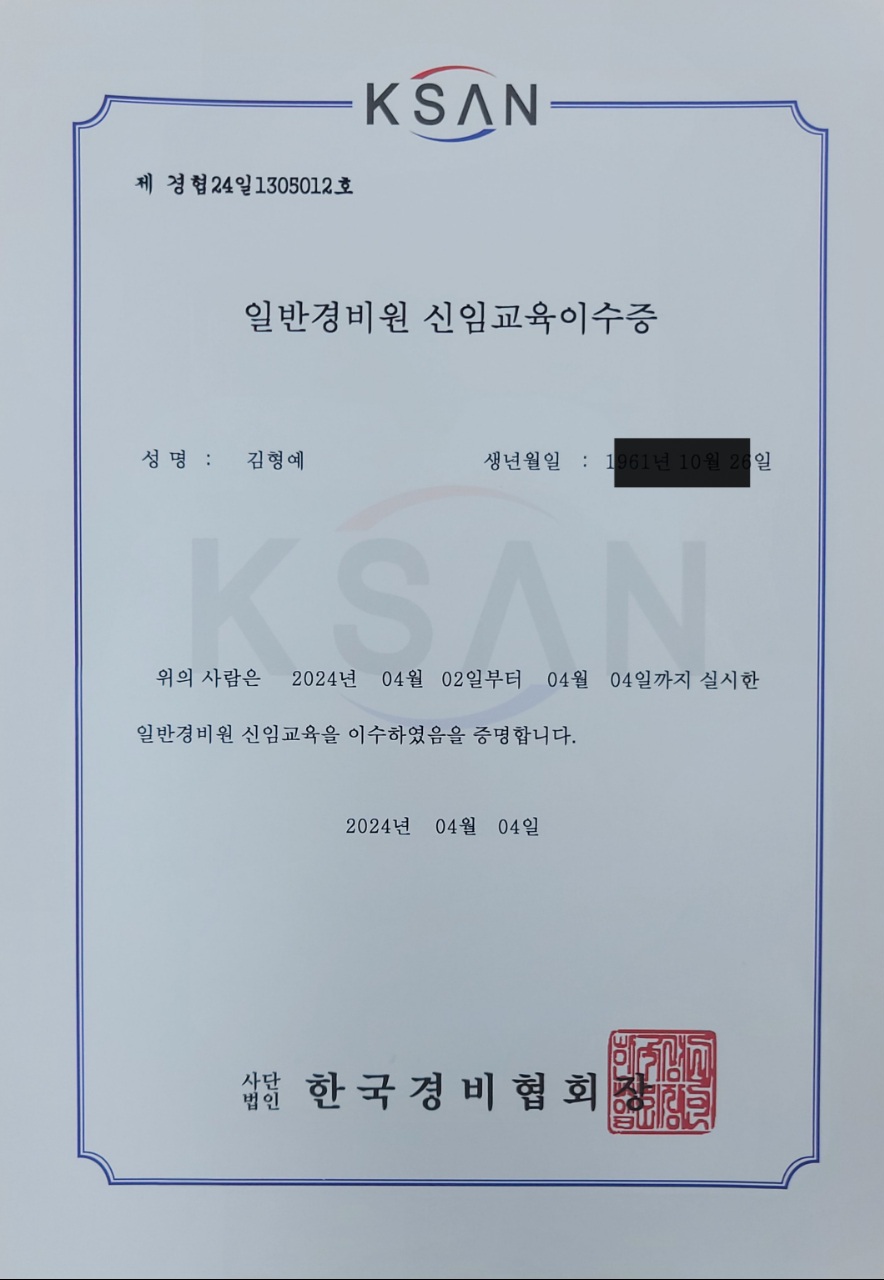 KSAN
제 경협24일1305012호
일반경비원 신임교육이수증
성 명 : 김형예 생년월일 : 1 일
KSAN
위의 사람은 2024년 04월 02일부터 04월 04일까지 실시한
일반경비원 신임교육을 이수하였음을 증명합니다.
2024년 04월 04일
사단법인 한국경비협회장